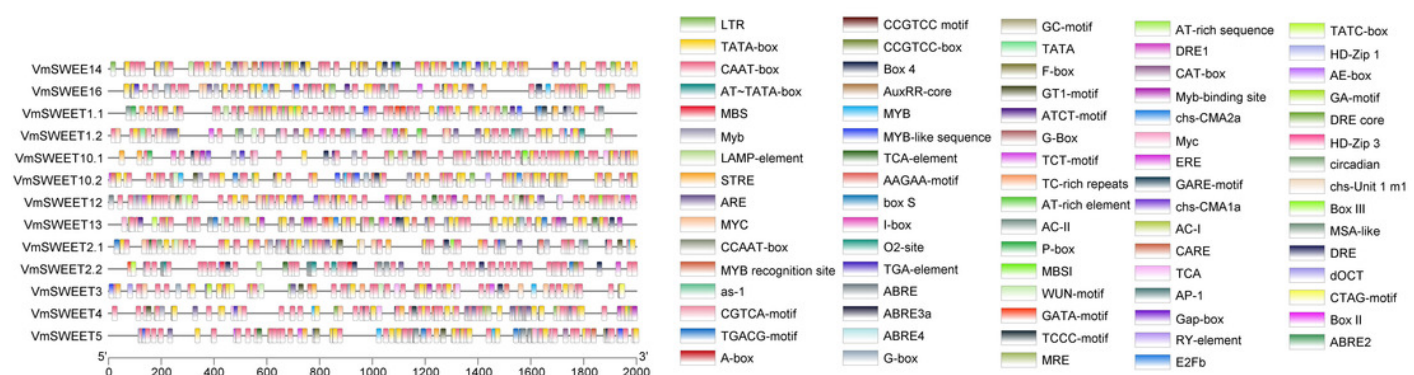 VmSWEE14
VmSWEE16
VmSWEET1.1
VmSWEET1.2
VmSWEET10.1
VmSWEET10.2
VmSWEET12
VmSWEET13
VmSWEET2.1
VmSWEET2.2
VmSWEET3
VmSWEET4
VmSWEET5
5' 3'
0 200 400 600 800 1000 1200 1400 1600 1800 2000
LTR
TATA-box
CAAT-box
AT~TATA-box
MBS
Myb
LAMP-element
STRE
ARE
MYC
CCAAT-box
MYB recognition site
as-1
CGTCA-motif
TGACG-motif
A-box
CCGTCC motif
CCGTCC-box
Box 4
AuxRR-core
MYB
MYB-like sequence
TCA-element
AAGAA-motif
box S
I-box
O2-site
TGA-element
ABRE
ABRE3a
ABRE4
G-box
GC-motif
TATA
F-box
GT1-motif
ATCT-motif
G-Box
TCT-motif
TC-rich repeats
AT-rich element
AC-II
P-box
MBSI
WUN-motif
GATA-motif
TCCC-motif
MRE
AT-rich sequence
DRE1
CAT-box
Myb-binding site
chs-CMA2a
Myc
ERE
GARE-motif
chs-CMA1a
AC-I
CARE
TCA
AP-1
Gap-box
RY-element
E2Fb
TATC-box
HD-Zip 1
AE-box
GA-motif
DRE core
HD-Zip 3
circadian
chs-Unit 1 m1
Box III
MSA-like
DRE
dOCT
CTAG-motif
Box II
ABRE2